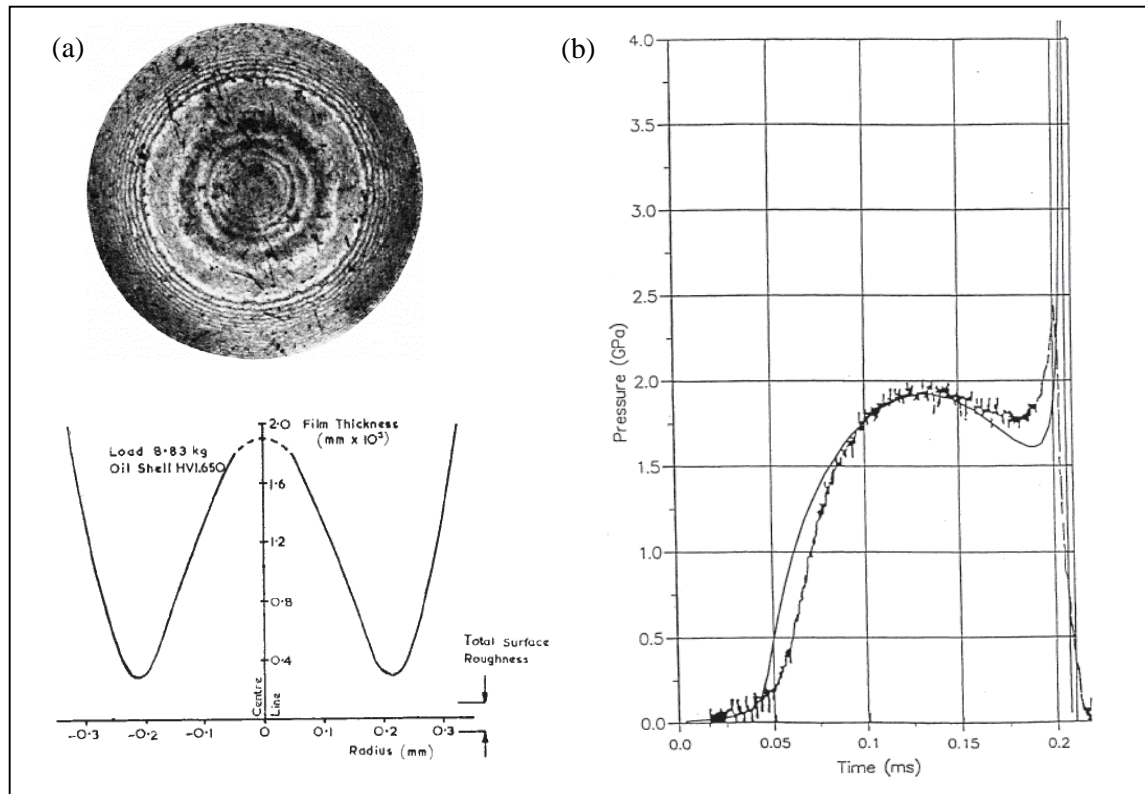 (a)
(b)
2.0 Film Thickness
(mm x 10³)
Load 8.83 kg
Oil Shell HVI.650
1.6
1.2
0.8
0.4
Total Surface
Roughness
Centre
Line
-0.3 -0.2 -0.1 0 0.1 0.2 0.3
Radius (mm)
4.0
3.5
3.0
2.5
2.0
1.5
1.0
0.5
0.0
Pressure (GPa)
0.0 0.05 0.1 0.15 0.2
Time (ms)